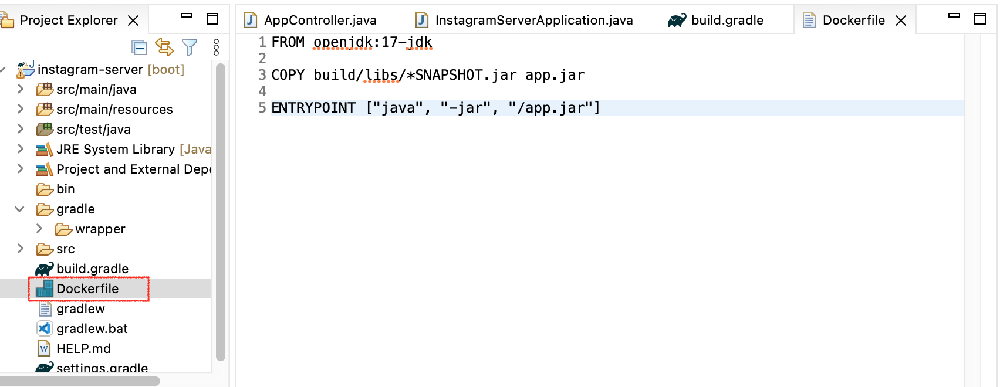 Project Explorer
instagram-server [boot]
src/main/java
src/main/resources
src/test/java
JRE System Library [Java
Project and External Depe
bin
gradle
wrapper
src
build.gradle
Dockerfile
gradlew
gradlew.bat
HELP.md
settings.gradle
AppController.java InstagramServerApplication.java build.gradle Dockerfile
1 FROM openjdk:17-jdk
2
3 COPY build/libs/*SNAPSHOT.jar app.jar
4
5 ENTRYPOINT ["java", "-jar", "/app.jar"]